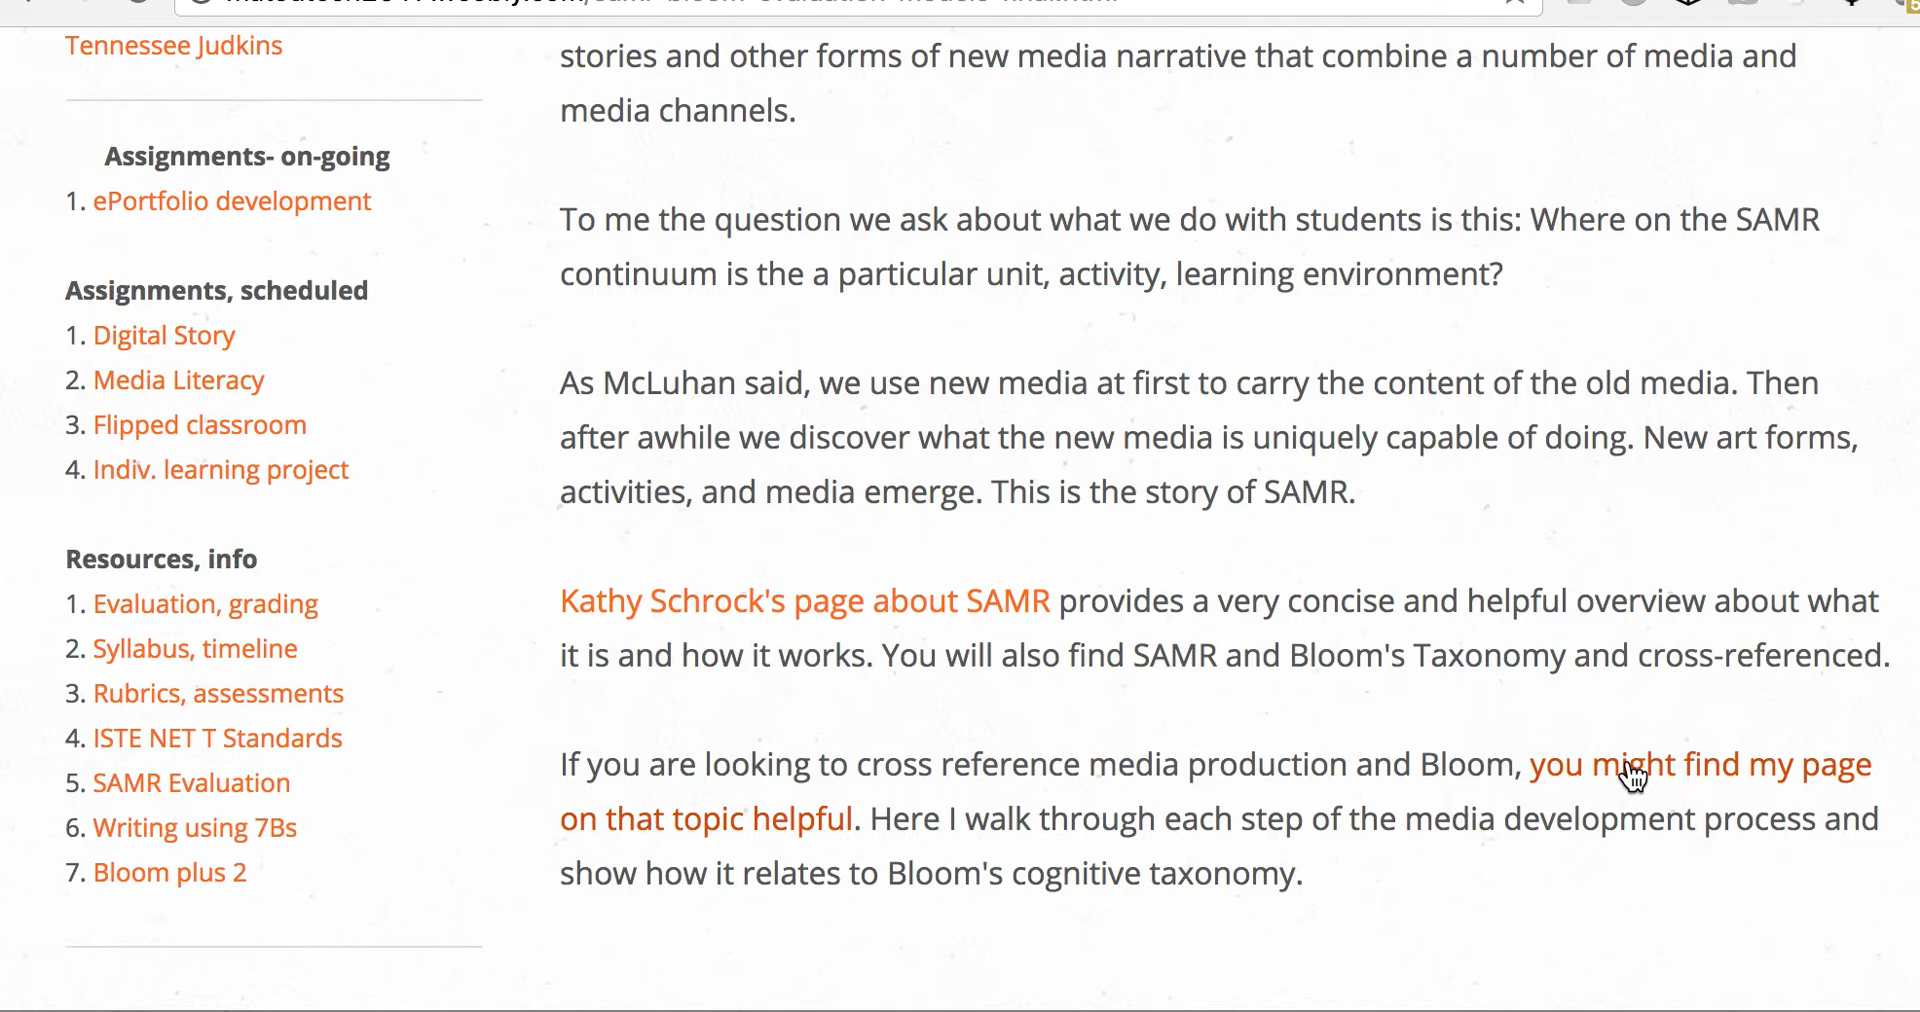 Tennessee Judkins
Assignments- on-going
1. ePortfolio development
Assignments, scheduled
1. Digital Story
2. Media Literacy
3. Flipped classroom
4. Indiv. learning project
Resources, info
1. Evaluation, grading
2. Syllabus, timeline
3. Rubrics, assessments
4. ISTE NET T Standards
5. SAMR Evaluation
6. Writing using 7Bs
7. Bloom plus 2
stories and other forms of new media narrative that combine a number of media and
media channels.
To me the question we ask about what we do with students is this: Where on the SAMR
continuum is the a particular unit, activity, learning environment?
As McLuhan said, we use new media at first to carry the content of the old media. Then
after awhile we discover what the new media is uniquely capable of doing. New art forms,
activities, and media emerge. This is the story of SAMR.
Kathy Schrock's page about SAMR provides a very concise and helpful overview about what
it is and how it works. You will also find SAMR and Bloom's Taxonomy and cross-referenced.
If you are looking to cross reference media production and Bloom, you might find my page
on that topic helpful. Here I walk through each step of the media development process and
show how it relates to Bloom's cognitive taxonomy.